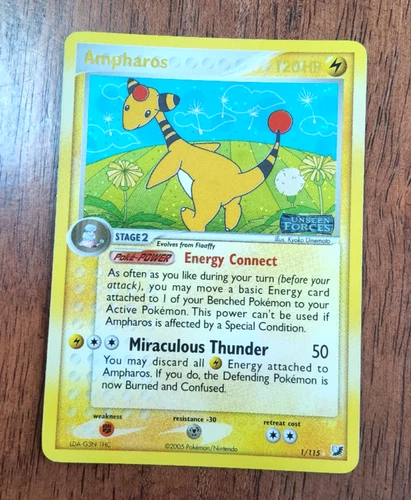 Ampharos 120 HP
UNSEEN
FORCES
Illus. Kyoko Umemoto
STAGE2
Evolves from Flaaffy
Poké-POWER Energy Connect
As often as you like during your turn (before your
attack), you may move a basic Energy card
attached to 1 of your Benched Pokémon to your
Active Pokémon. This power can't be used if
Ampharos is affected by a Special Condition.
Miraculous Thunder 50
You may discard all Energy attached to
Ampharos. If you do, the Defending Pokémon is
now Burned and Confused.
weakness resistance -30 retreat cost
LDA-G3N 1HC ©2005 Pokémon/Nintendo 1/115